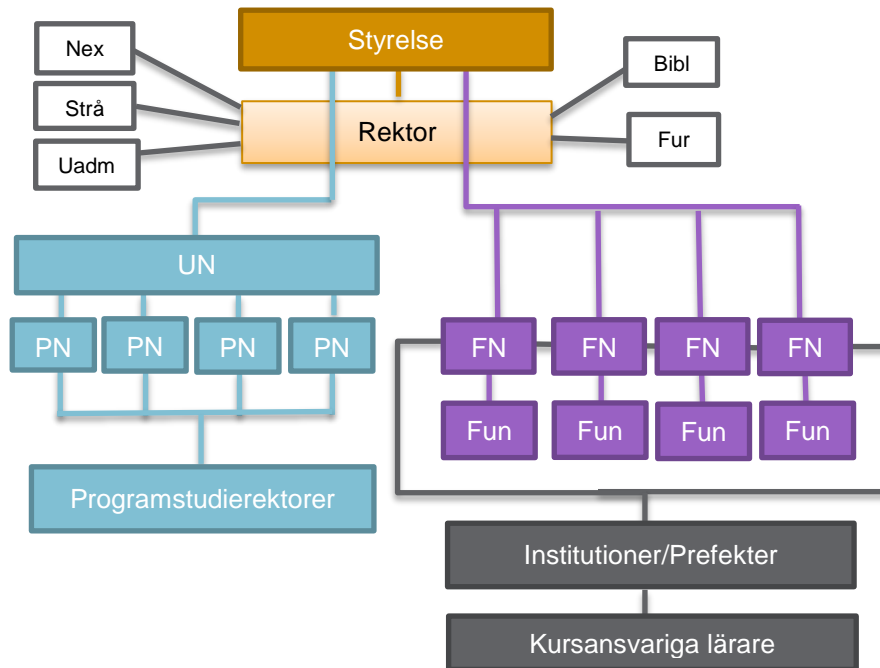 Styrelse
Nex
Bibl
Strå
Rektor
Fur
Uadm
UN
PN
PN
PN
PN
FN
FN
FN
FN
Fun
Fun
Fun
Fun
Programstudierektorer
Institutioner/Prefekter
Kursansvariga lärare